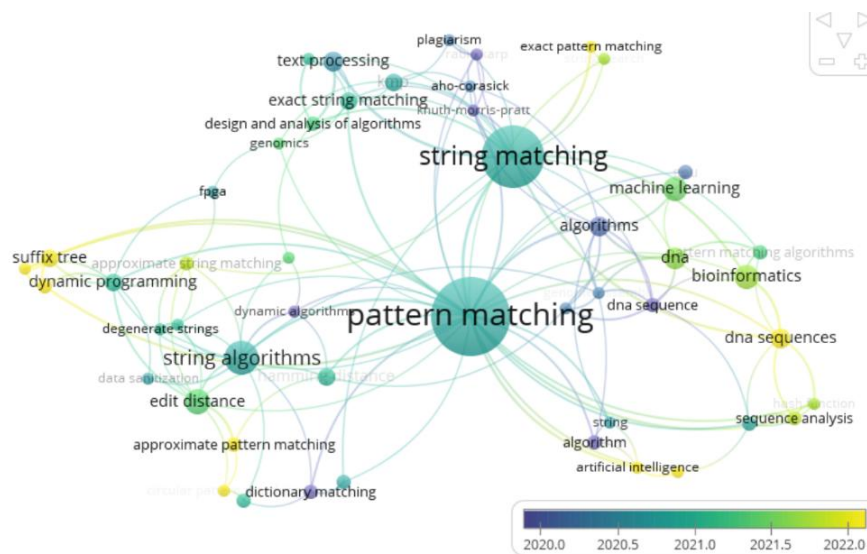 plagiarism
text processing
exact pattern matching
kmp
aho-corasick
exact string matching
knuth-morris-pratt
design and analysis of algorithms
genomics
string matching
fpga
machine learning
algorithms
suffix tree
approximate string matching
dna
dynamic programming
bioinformatics
dynamic algorithms
dna sequence
pattern matching
degenerate strings
dna sequences
string algorithms
data sanitization
hamming distance
edit distance
hash function
string
sequence analysis
approximate pattern matching
algorithm
artificial intelligence
dictionary matching
2020.0 2020.5 2021.0 2021.5 2022.0